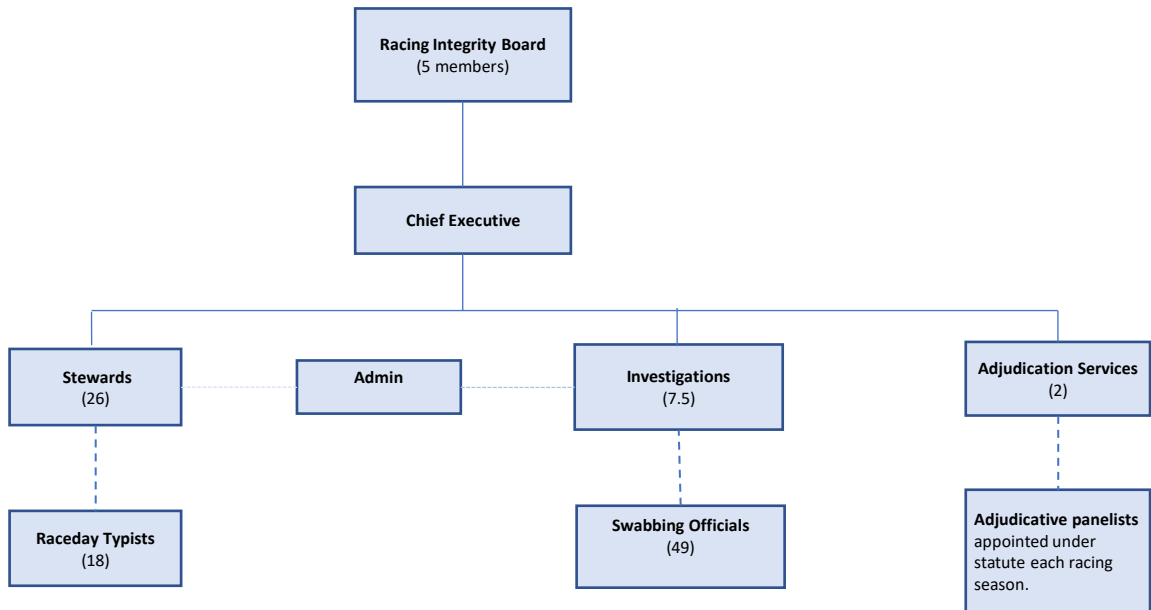 Racing Integrity Board
(5 members)
Chief Executive
Stewards
(26)
Admin
Investigations
(7.5)
Adjudication Services
(2)
Raceday Typists
(18)
Swabbing Officials
(49)
Adjudicative panelists
appointed under
statute each racing
season.